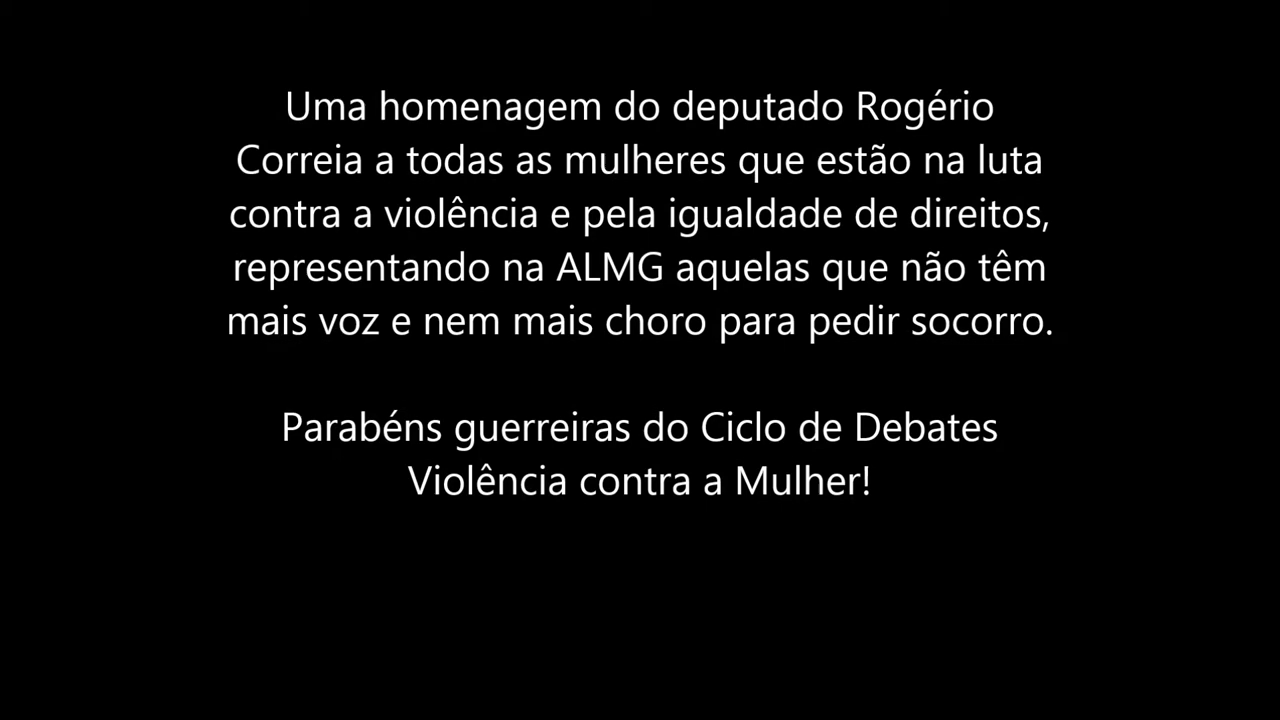 Uma homenagem do deputado Rogério
Correia a todas as mulheres que estão na luta
contra a violência e pela igualdade de direitos,
representando na ALMG aquelas que não têm
mais voz e nem mais choro para pedir socorro.
Parabéns guerreiras do Ciclo de Debates
Violência contra a Mulher!